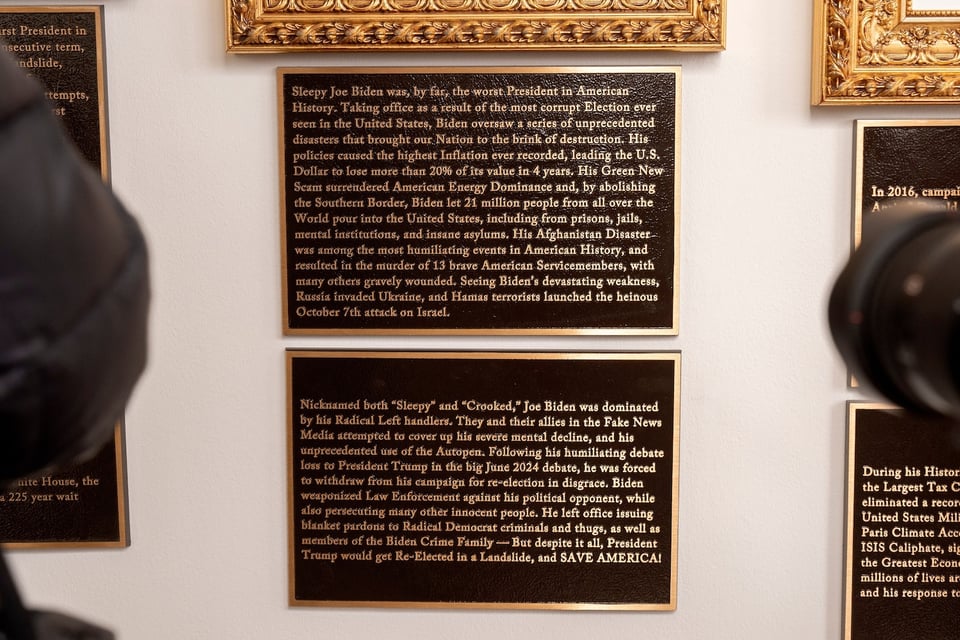 irst President in
nsecutive term,
andslide,
ttempts,
rst
Sleepy Joe Biden was, by far, the worst President in American
History. Taking office as a result of the most corrupt Election ever
seen in the United States, Biden oversaw a series of unprecedented
disasters that brought our Nation to the brink of destruction. His
policies caused the highest Inflation ever recorded, leading the U.S.
Dollar to lose more than 20% of its value in 4 years. His Green New
Scam surrendered American Energy Dominance and, by abolishing
the Southern Border, Biden let 21 million people from all over the
World pour into the United States, including from prisons, jails,
mental institutions, and insane asylums. His Afghanistan Disaster
was among the most humiliating events in American History, and
resulted in the murder of 13 brave American Servicemembers, with
many others gravely wounded. Seeing Biden's devastating weakness,
Russia invaded Ukraine, and Hamas terrorists launched the heinous
October 7th attack on Israel.
Nicknamed both “Sleepy” and “Crooked,” Joe Biden was dominated
by his Radical Left handlers. They and their allies in the Fake News
Media attempted to cover up his severe mental decline, and his
unprecedented use of the Autopen. Following his humiliating debate
loss to President Trump in the big June 2024 debate, he was forced
to withdraw from his campaign for re-election in disgrace. Biden
weaponized Law Enforcement against his political opponent, while
also persecuting many other innocent people. He left office issuing
blanket pardons to Radical Democrat criminals and thugs, as well as
members of the Biden Crime Family — But despite it all, President
Trump would get Re-Elected in a Landslide, and SAVE AMERICA!
hite House, the
a 225 year wait
In 2016, campai
During his Histor
the Largest Tax C
eliminated a recor
United States Mili
Paris Climate Acco
ISIS Caliphate, sig
the Greatest Econo
millions of lives an
and his response to